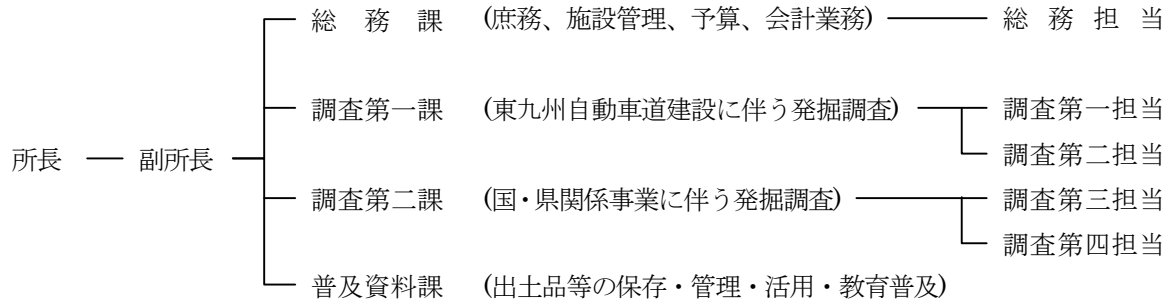 総務課 (庶務、施設管理、予算、会計業務) 総務担当
調査第一課 (東九州自動車道建設に伴う発掘調査) 調査第一担当
所長 副所長 調査第二担当
調査第二課 (国・県関係事業に伴う発掘調査) 調査第三担当
調査第四担当
普及資料課 (出土品等の保存・管理・活用・教育普及)